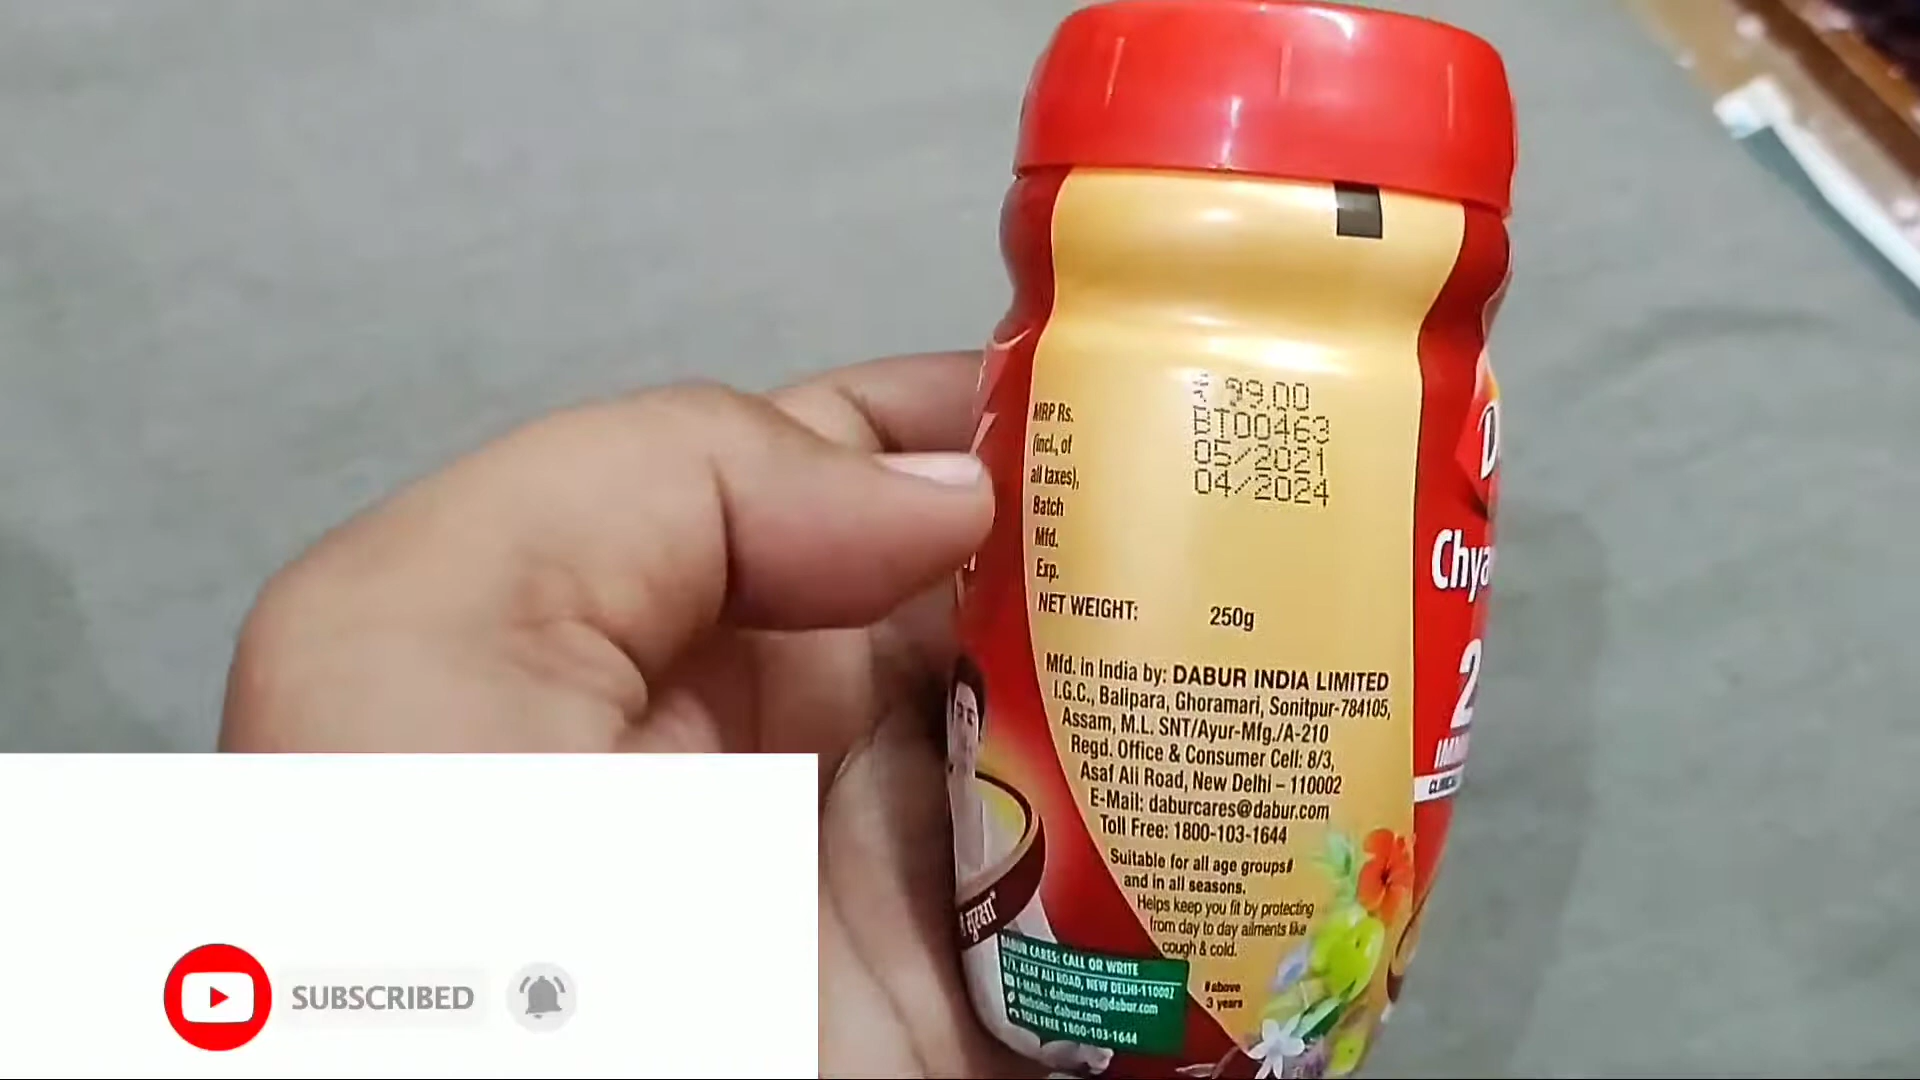 ₹ 99.00
BT00463
05/2021
04/2024
MRP Rs.
(incl., of
all taxes),
Batch
Mfd.
Exp.
NET WEIGHT: 250g
Mfd. in India by: DABUR INDIA LIMITED
I.G.C., Balipara, Ghoramari, Sonitpur-784105,
Assam, M.L. SNT/Ayur-Mfg./A-210
Regd. Office & Consumer Cell: 8/3,
Asaf Ali Road, New Delhi – 110002
E-Mail: daburcares@dabur.com
Toll Free: 1800-103-1644
Suitable for all age groups#
and in all seasons.
Helps keep you fit by protecting
from day to day ailments like
cough & cold.
# above
3 years
DABUR CARES: CALL OR WRITE
8/3, ASAF ALI ROAD, NEW DELHI-110002
E-MAIL : daburcares@dabur.com
Website: dabur.com
TOLL FREE 1800-103-1644
सुरक्षा*
Chya
2
SUBSCRIBED